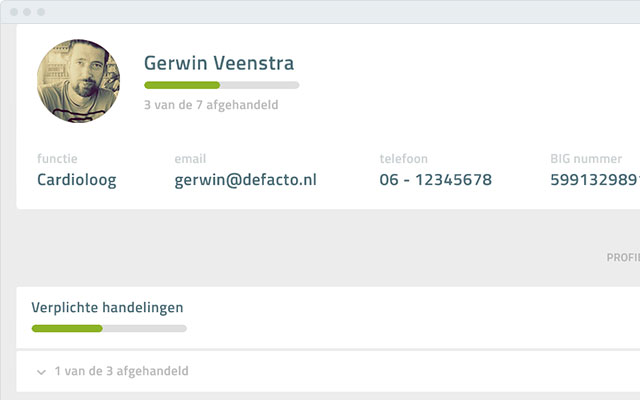 Gerwin Veenstra
3 van de 7 afgehandeld
functie email telefoon BIG nummer
Cardioloog gerwin@defacto.nl 06 - 12345678 599132989
PROFI
Verplichte handelingen
1 van de 3 afgehandeld